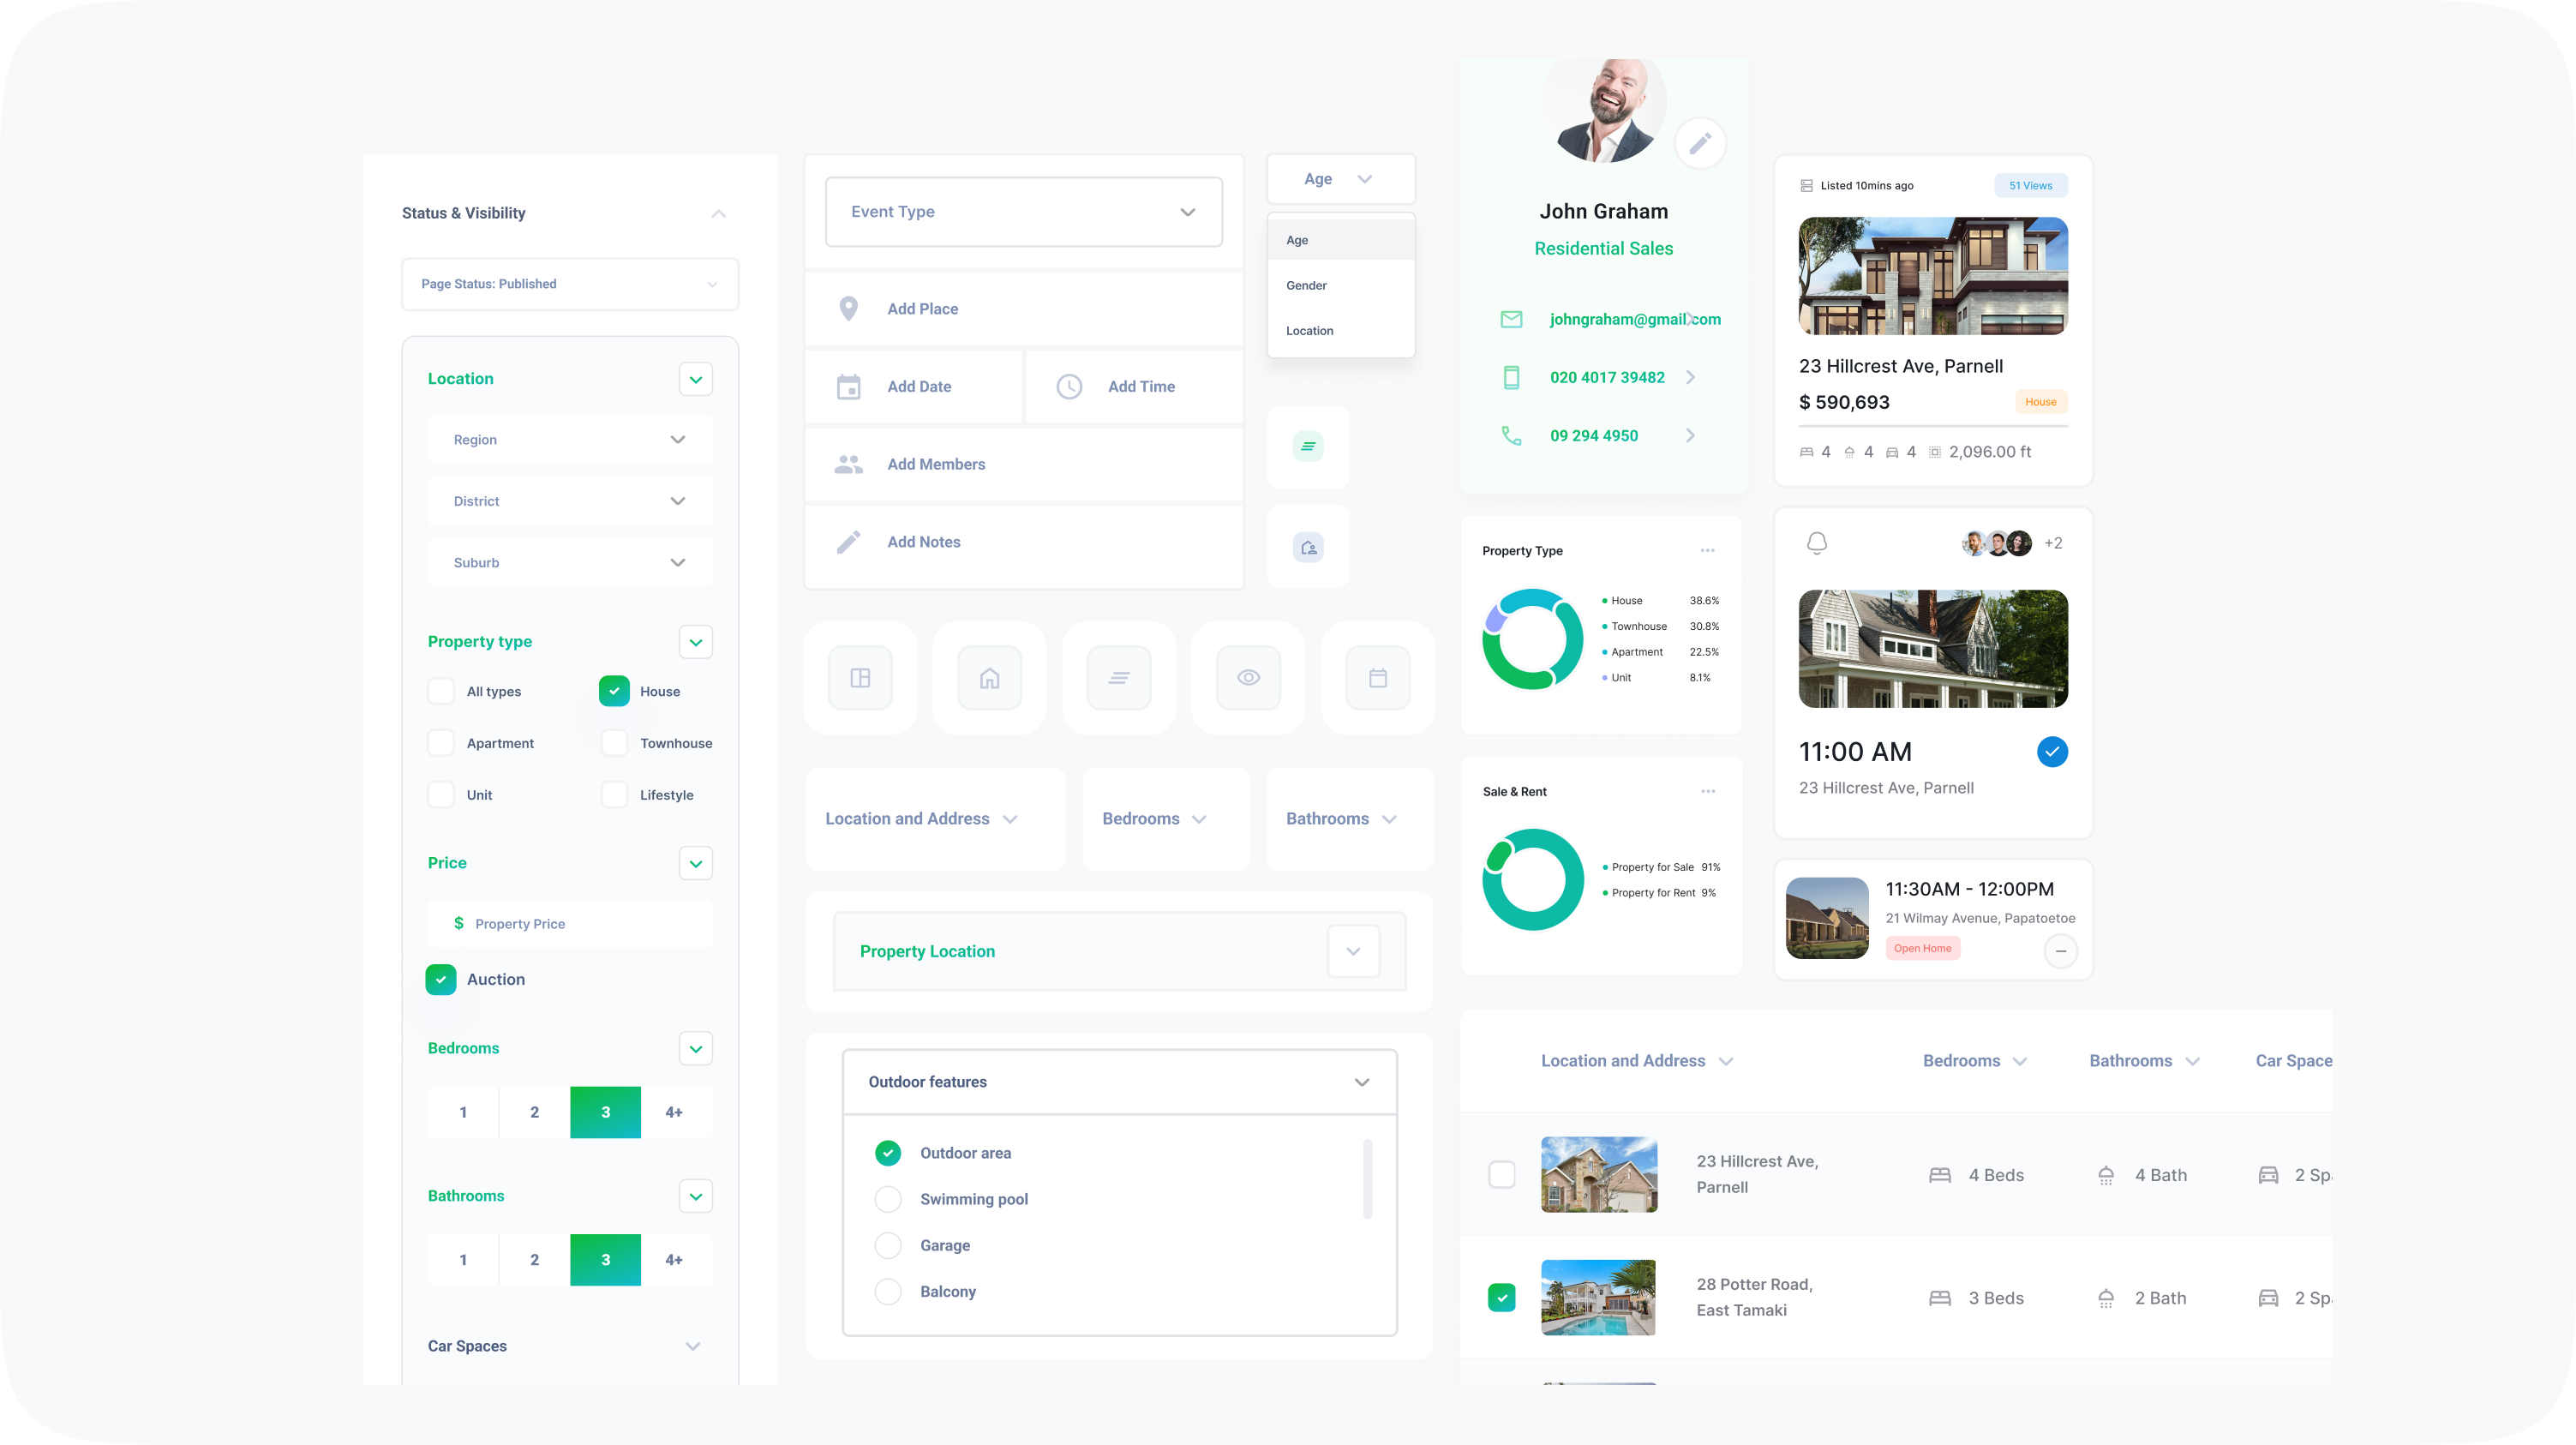 Status & Visibility
Page Status: Published
Location
Region
District
Suburb
Property type
All types
House
Apartment
Townhouse
Unit
Lifestyle
Price
$ Property Price
Auction
Bedrooms
1 2 3 4+
Bathrooms
1 2 3 4+
Car Spaces
Event Type
Add Place
Add Date
Add Time
Add Members
Add Notes
Age
Age
Gender
Location
Location and Address
Bedrooms
Bathrooms
Property Location
Outdoor features
Outdoor area
Swimming pool
Garage
Balcony
John Graham
Residential Sales
johngraham@gmail.com
020 4017 39482
09 294 4950
Property Type
House 38.6%
Townhouse 30.8%
Apartment 22.5%
Unit 8.1%
Sale & Rent
Property for Sale 91%
Property for Rent 9%
Listed 10mins ago
51 Views
23 Hillcrest Ave, Parnell
$ 590,693
House
4 4 4 2,096.00 ft
+2
11:00 AM
23 Hillcrest Ave, Parnell
11:30AM - 12:00PM
21 Wilmay Avenue, Papatoetoe
Open Home
Location and Address Bedrooms Bathrooms Car Space
23 Hillcrest Ave,
Parnell
4 Beds
4 Bath
2 Sp
28 Potter Road,
East Tamaki
3 Beds
2 Bath
2 Sp